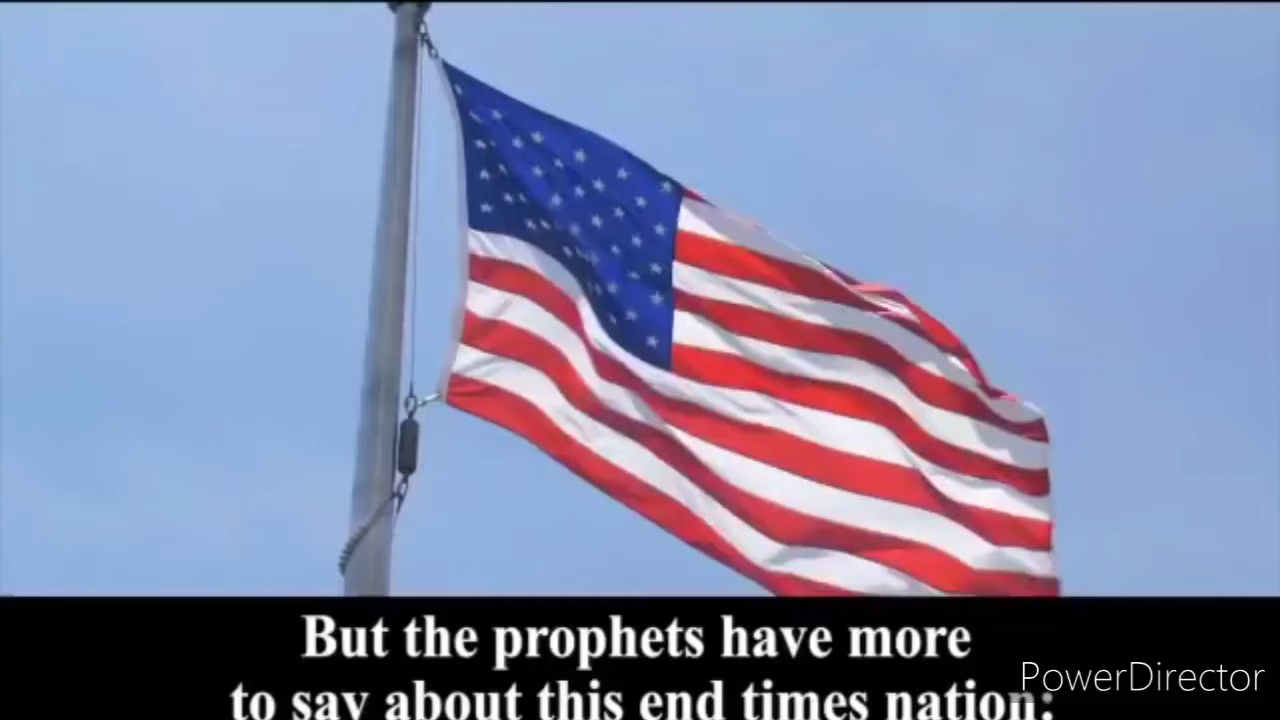 But the prophets have more
to say about this end times nation:
PowerDirector